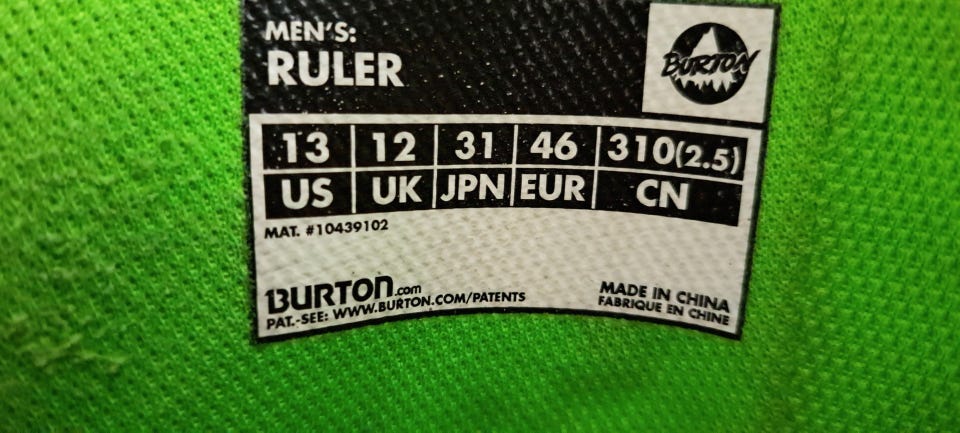 MEN'S:
RULER
BURTON
13 12 31 46 310(2.5)
US UK JPN EUR CN
MAT. #10439102
BURTON.com
PAT.-SEE: WWW.BURTON.COM/PATENTS
MADE IN CHINA
FABRIQUE EN CHINE